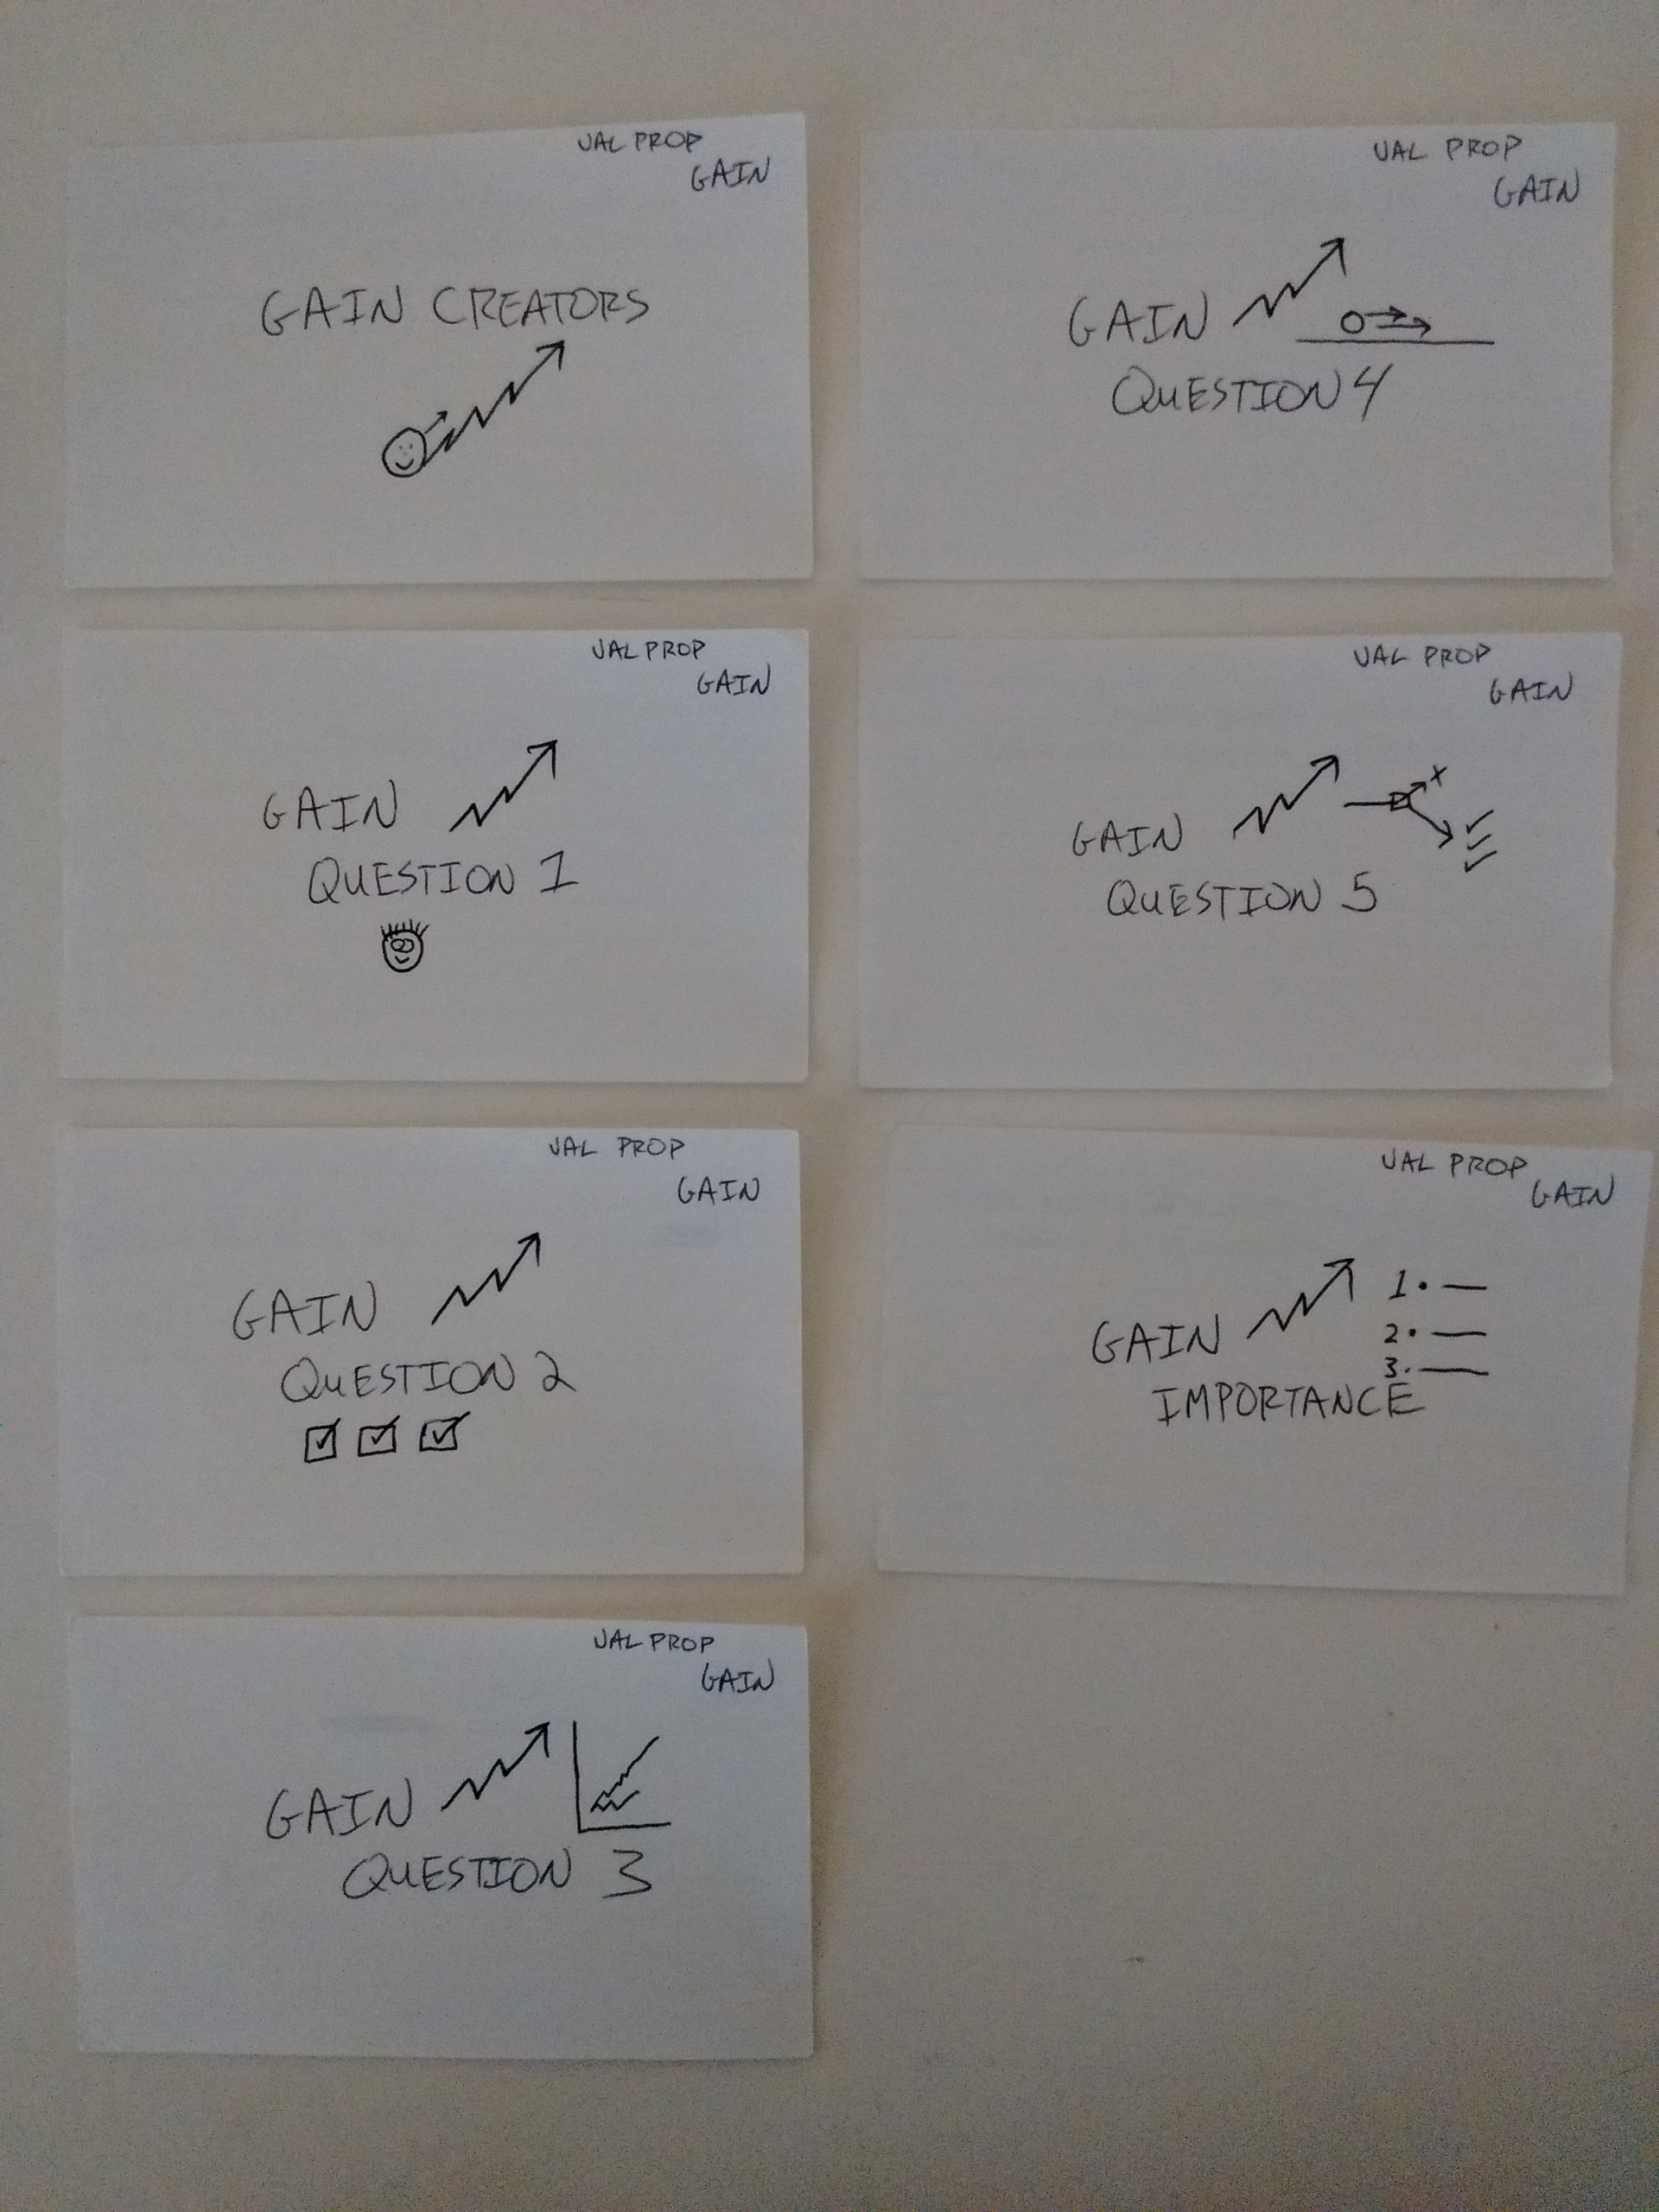 VAL PROP
GAIN
GAIN CREATORS
VAL PROP
GAIN
GAIN
QUESTION 1
VAL PROP
GAIN
GAIN
QUESTION 2
VAL PROP
GAIN
GAIN
QUESTION 3
VAL PROP
GAIN
GAIN
QUESTION 4
VAL PROP
GAIN
GAIN
QUESTION 5
VAL PROP
GAIN
1.
GAIN
2.
3.
IMPORTANCE